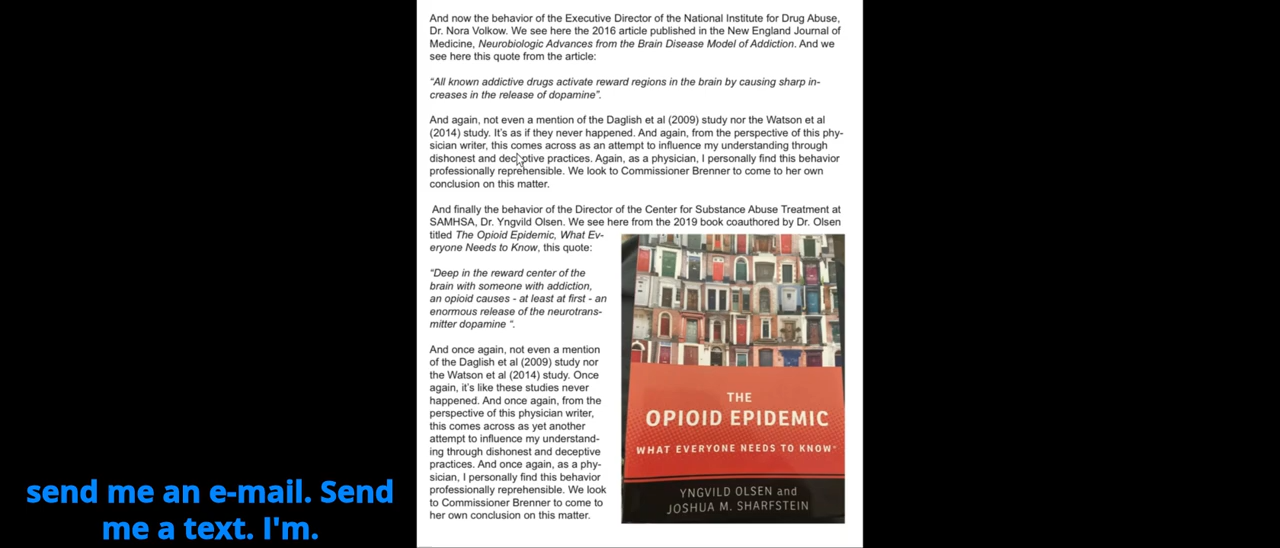 And now the behavior of the Executive Director of the National Institute for Drug Abuse,
Dr. Nora Volkow. We see here the 2016 article published in the New England Journal of
Medicine, Neurobiologic Advances from the Brain Disease Model of Addiction. And we
see here this quote from the article:
“All known addictive drugs activate reward regions in the brain by causing sharp in-
creases in the release of dopamine”.
And again, not even a mention of the Daglish et al (2009) study nor the Watson et al
(2014) study. It’s as if they never happened. And again, from the perspective of this phy-
sician writer, this comes across as an attempt to influence my understanding through
dishonest and deceptive practices. Again, as a physician, I personally find this behavior
professionally reprehensible. We look to Commissioner Brenner to come to her own
conclusion on this matter.
And finally the behavior of the Director of the Center for Substance Abuse Treatment at
SAMHSA, Dr. Yngvild Olsen. We see here from the 2019 book coauthored by Dr. Olsen
titled The Opioid Epidemic, What Ev-
eryone Needs to Know, this quote:
“Deep in the reward center of the
brain with someone with addiction,
an opioid causes - at least at first - an
enormous release of the neurotrans-
mitter dopamine “.
And once again, not even a mention
of the Daglish et al (2009) study nor
the Watson et al (2014) study. Once
again, it’s like these studies never
happened. And once again, from the
perspective of this physician writer,
this comes across as yet another
attempt to influence my understand-
ing through dishonest and deceptive
practices. And once again, as a phy-
sician, I personally find this behavior
professionally reprehensible. We look
to Commissioner Brenner to come to
her own conclusion on this matter.
THE
OPIOID EPIDEMIC
WHAT EVERYONE NEEDS TO KNOW
YNGVILD OLSEN and
JOSHUA M. SHARFSTEIN
send me an e-mail. Send
me a text. I'm.